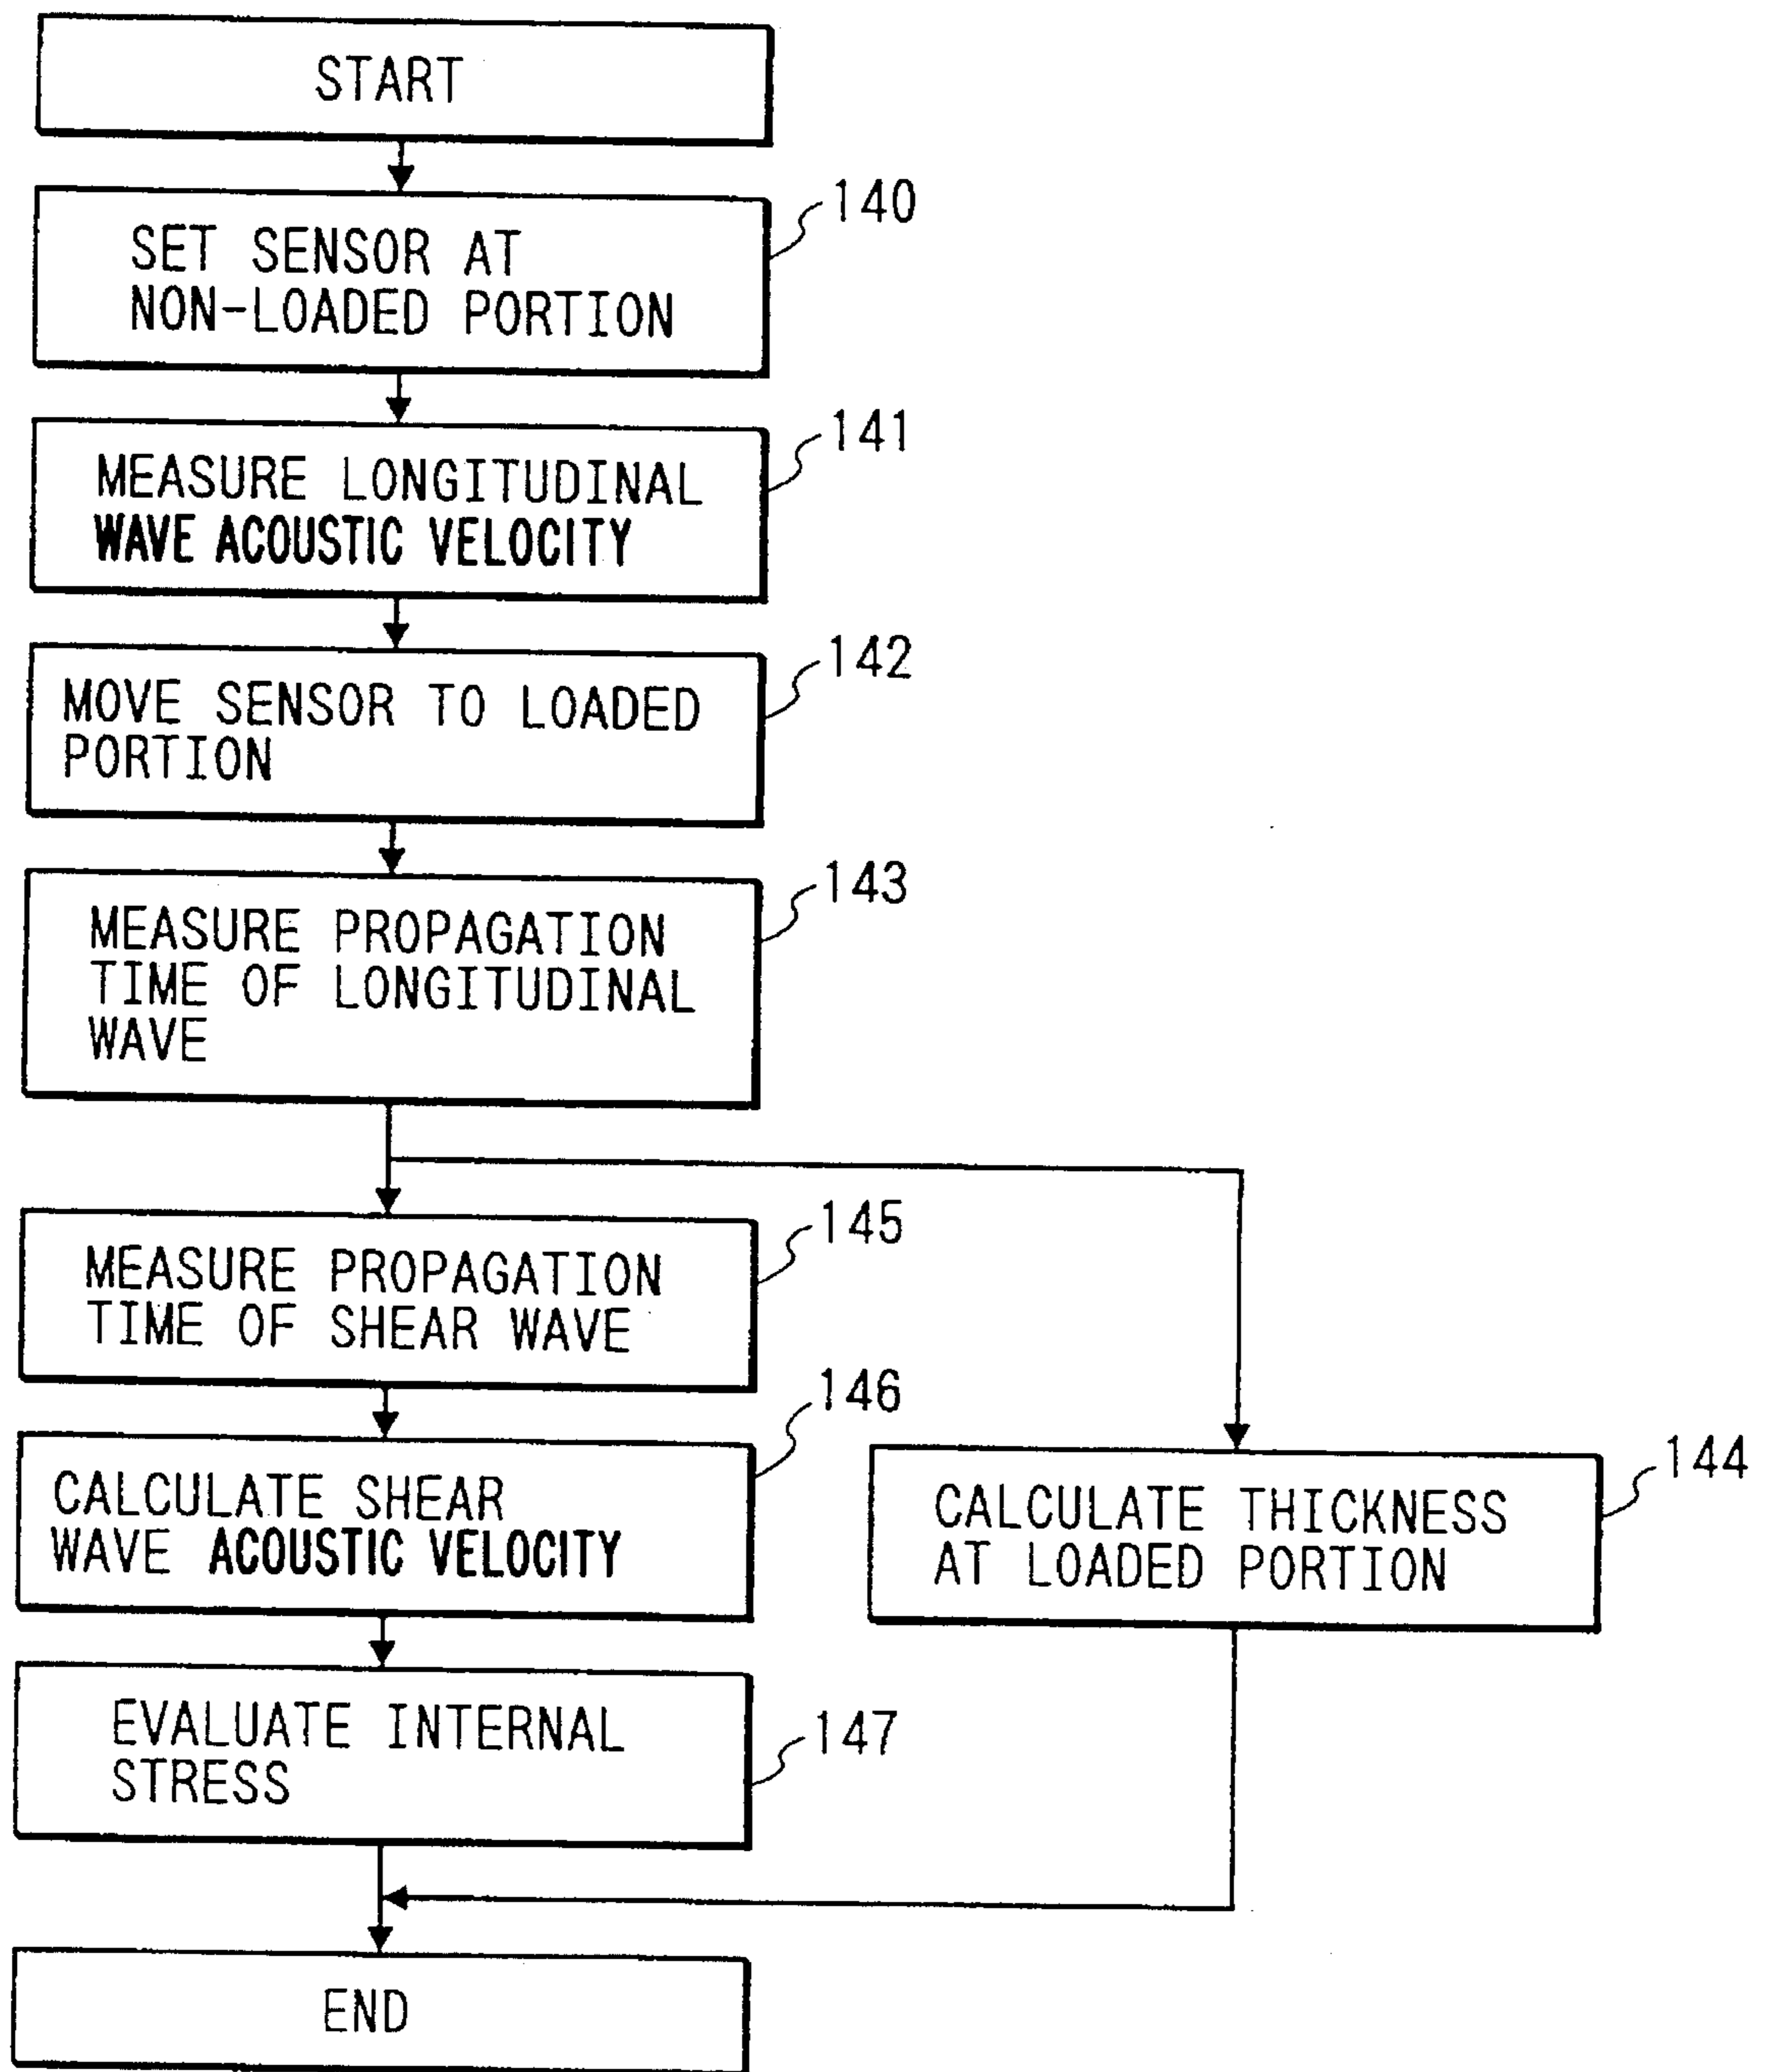 START
140
SET SENSOR AT
NON-LOADED PORTION
141
MEASURE LONGITUDINAL
WAVE ACOUSTIC VELOCITY
142
MOVE SENSOR TO LOADED
PORTION
143
MEASURE PROPAGATION
TIME OF LONGITUDINAL
WAVE
145
MEASURE PROPAGATION
TIME OF SHEAR WAVE
146
CALCULATE SHEAR
WAVE ACOUSTIC VELOCITY
144
CALCULATE THICKNESS
AT LOADED PORTION
147
EVALUATE INTERNAL
STRESS
END